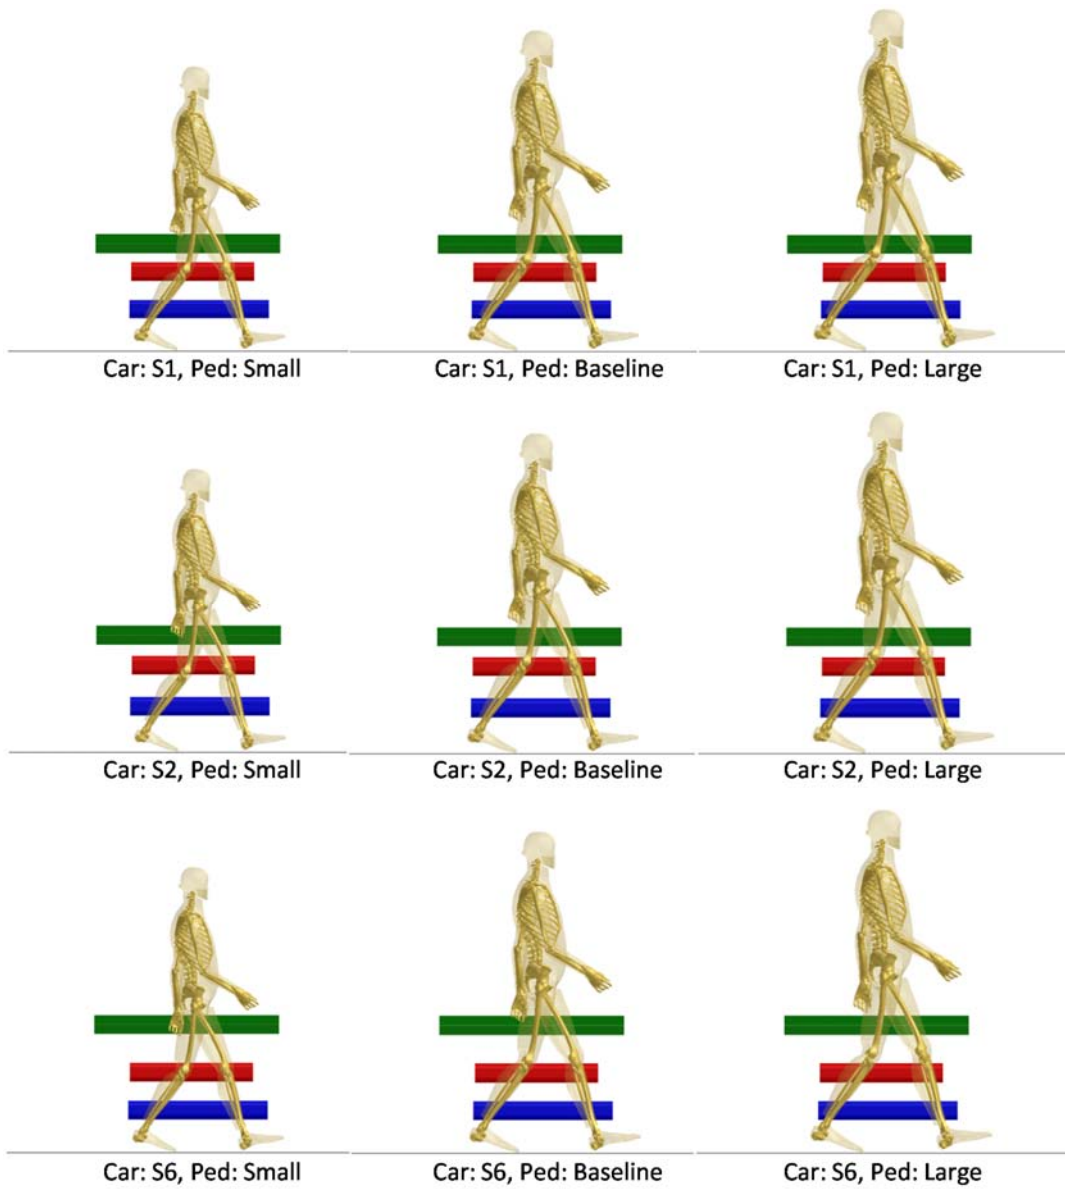 Car: S1, Ped: Small
Car: S1, Ped: Baseline
Car: S1, Ped: Large
Car: S2, Ped: Small
Car: S2, Ped: Baseline
Car: S2, Ped: Large
Car: S6, Ped: Small
Car: S6, Ped: Baseline
Car: S6, Ped: Large